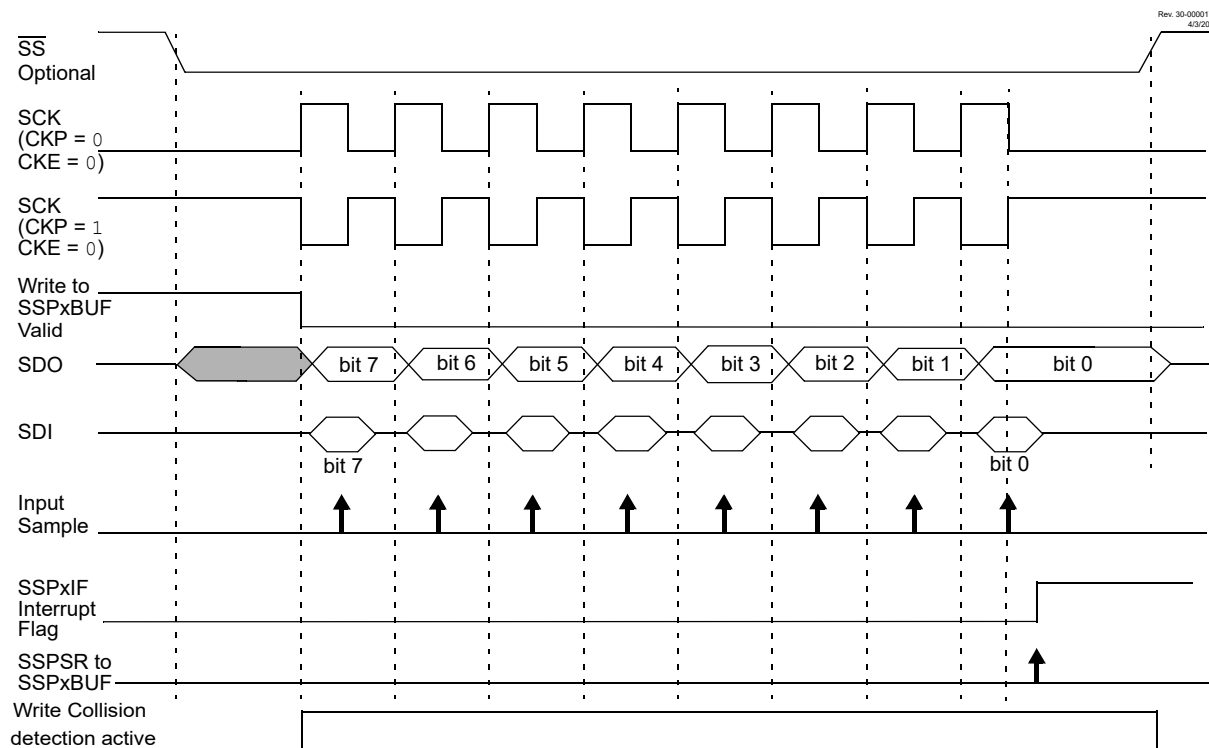 Rev. 30-00001
4/3/20
SS
Optional
SCK
(CKP = 0
CKE = 0)
SCK
(CKP = 1
CKE = 0)
Write to
SSPxBUF
Valid
SDO
bit 7
bit 6
bit 5
bit 4
bit 3
bit 2
bit 1
bit 0
SDI
bit 7
bit 0
Input
Sample
SSPxIF
Interrupt
Flag
SSPSR to
SSPxBUF
Write Collision
detection active